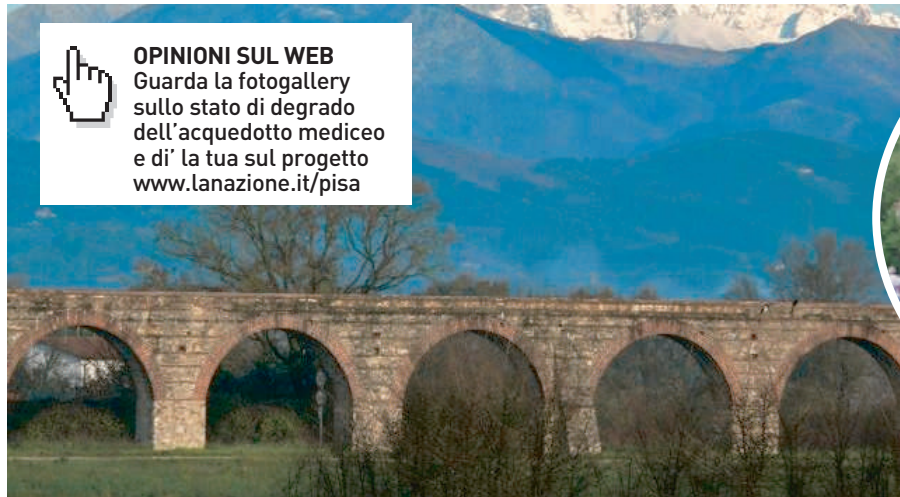 OPINIONI SUL WEB
Guarda la fotogallery
sullo stato di degrado
dell'acquedotto mediceo
e di' la tua sul progetto
www.lanazione.it/pisa